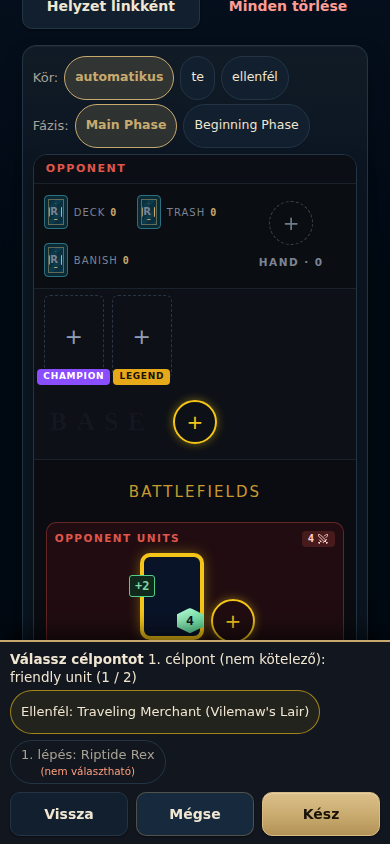 Helyzet linkként
Minden törlése
Kör:
automatikus
te
ellenfél
Fázis:
Main Phase
Beginning Phase
OPPONENT
R
DECK 0
R
TRASH 0
R
BANISH 0
+
HAND · 0
+
+
CHAMPION
LEGEND
BASE
+
BATTLEFIELDS
OPPONENT UNITS
4
+2
4
+
Válassz célpontot 1. célpont (nem kötelező):
friendly unit (1 / 2)
Ellenfél: Traveling Merchant (Vilemaw's Lair)
1. lépés: Riptide Rex
(nem választható)
Vissza
Mégse
Kész